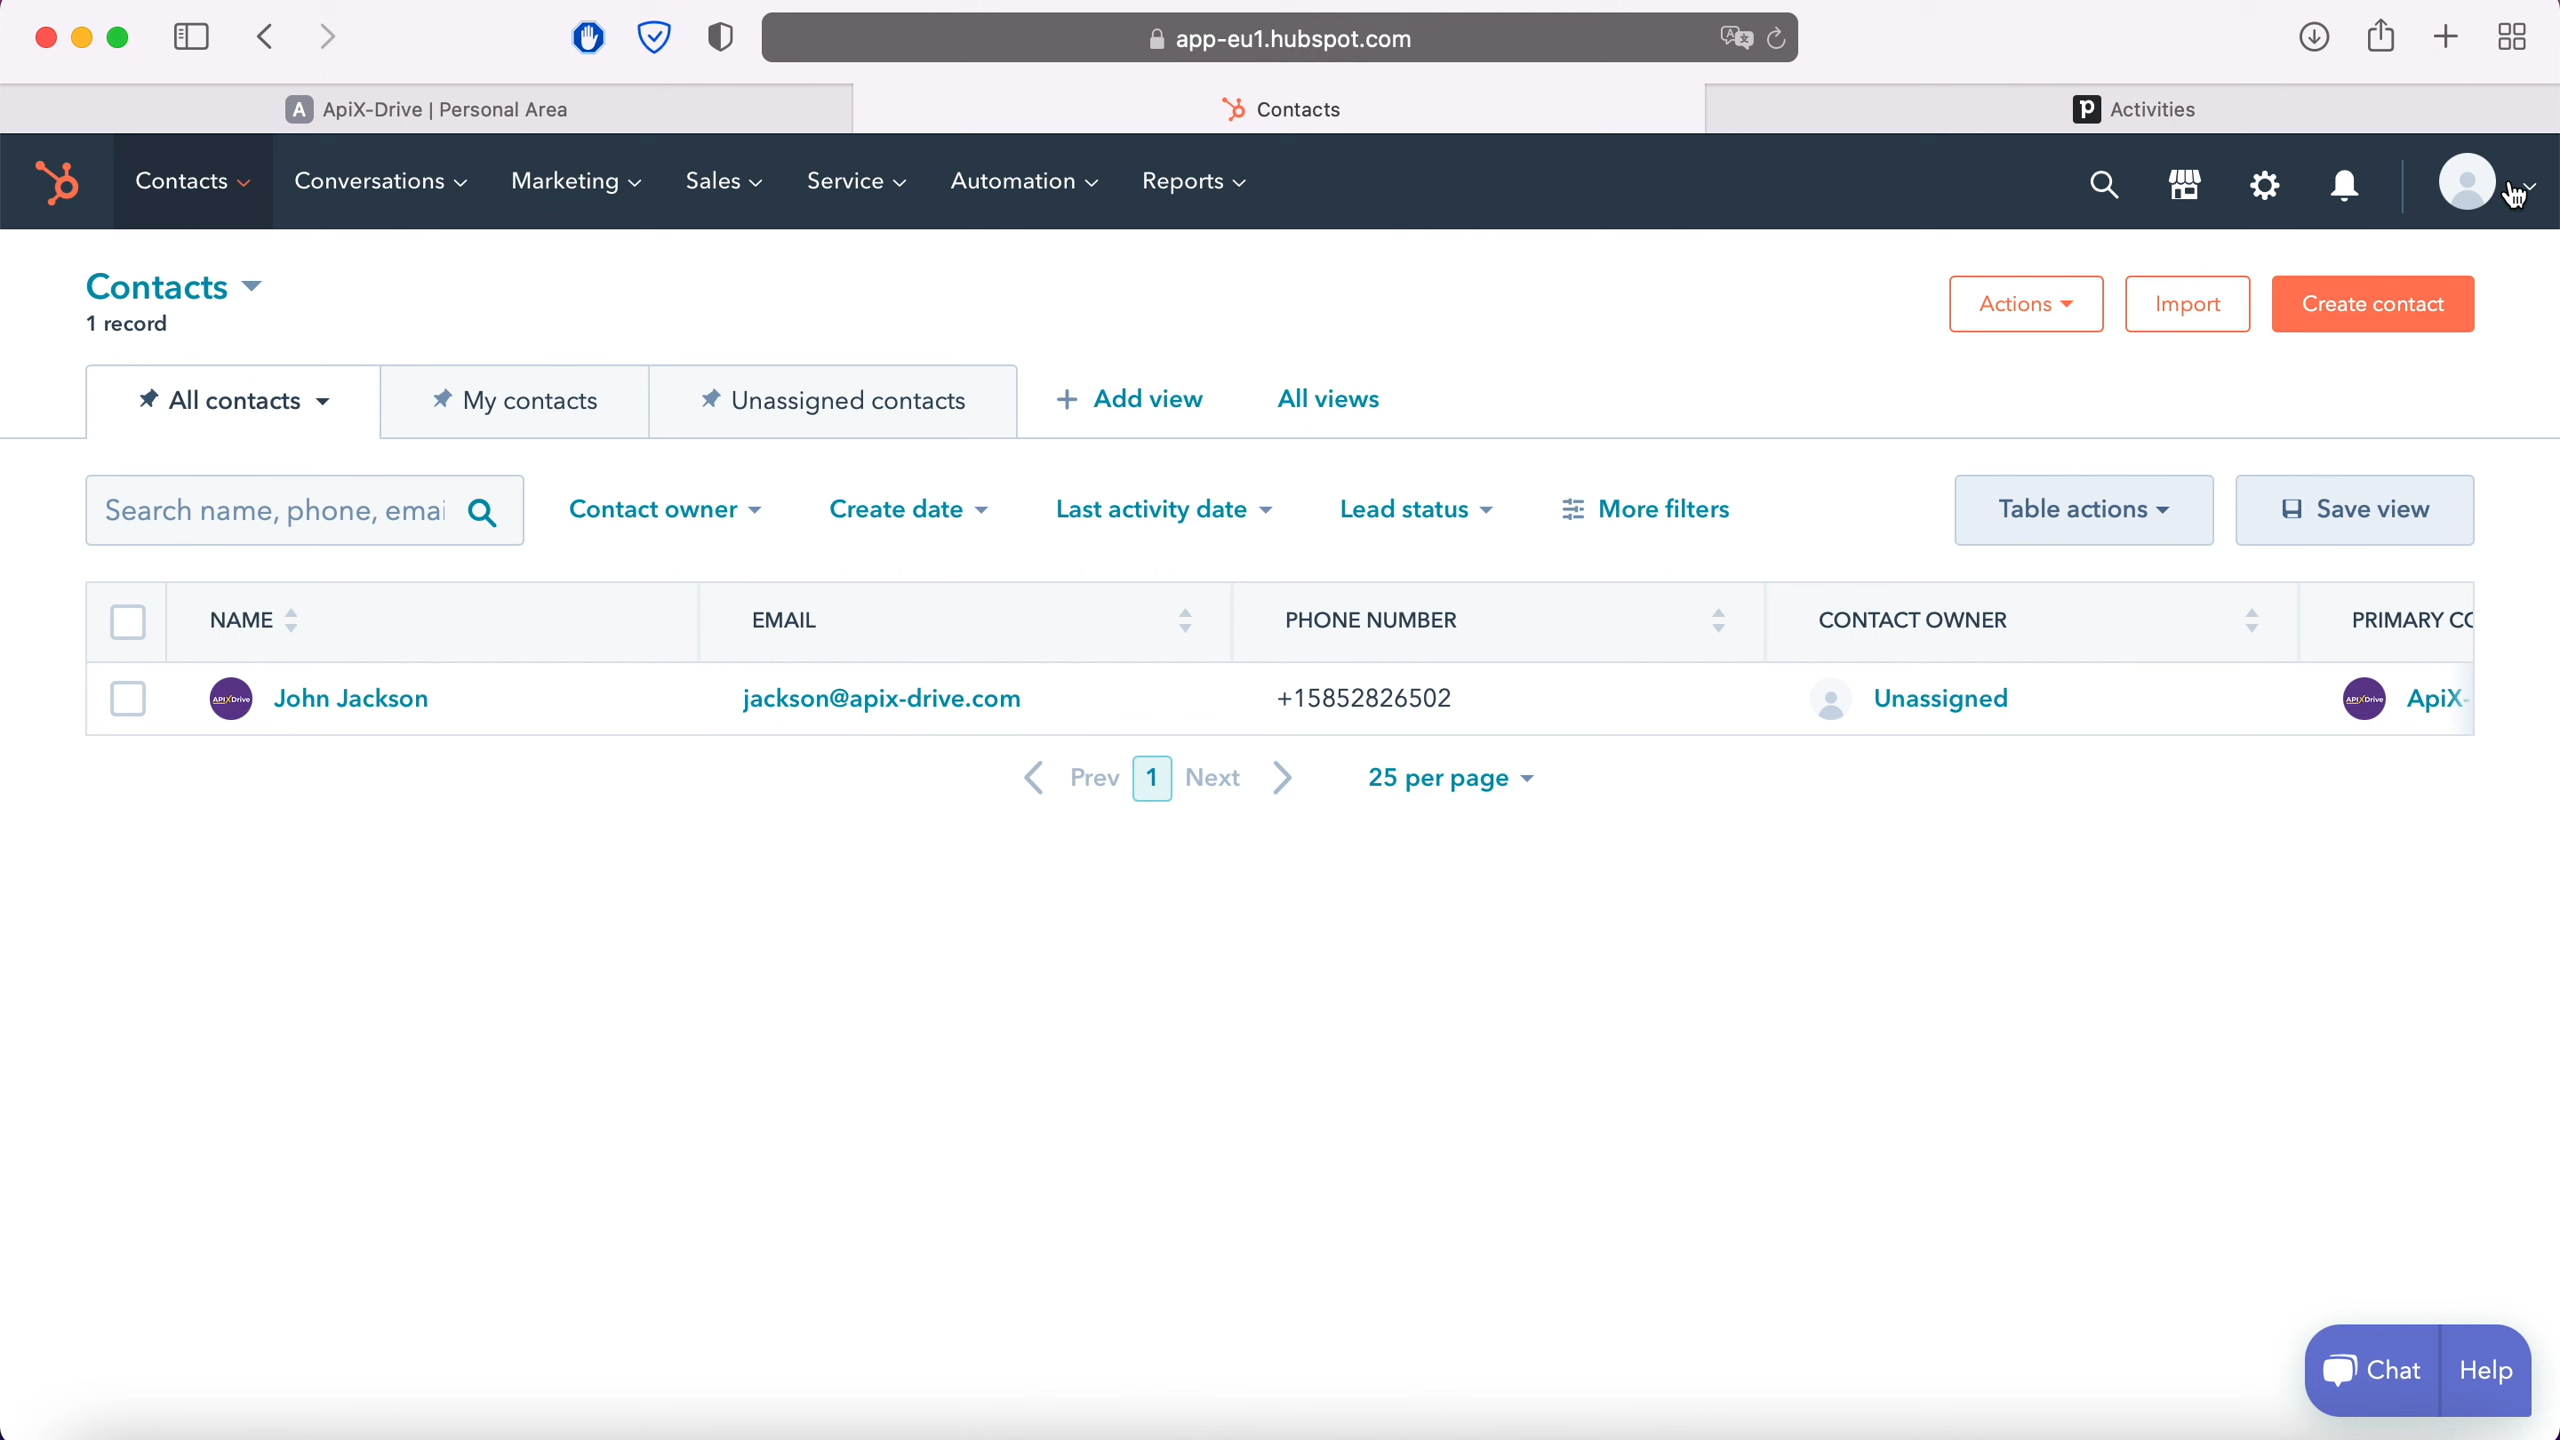 app-eu1.hubspot.com
A ApiX-Drive | Personal Area
Contacts
p Activities
Contacts Conversations Marketing Sales Service Automation Reports
Contacts
1 record
Actions Import Create contact
All contacts My contacts Unassigned contacts + Add view All views
Search name, phone, emai Contact owner Create date Last activity date Lead status More filters Table actions Save view
NAME EMAIL PHONE NUMBER CONTACT OWNER PRIMARY CO
APIXDrive John Jackson jackson@apix-drive.com +15852826502 Unassigned APIXDrive ApiX-
Prev 1 Next 25 per page
Chat Help